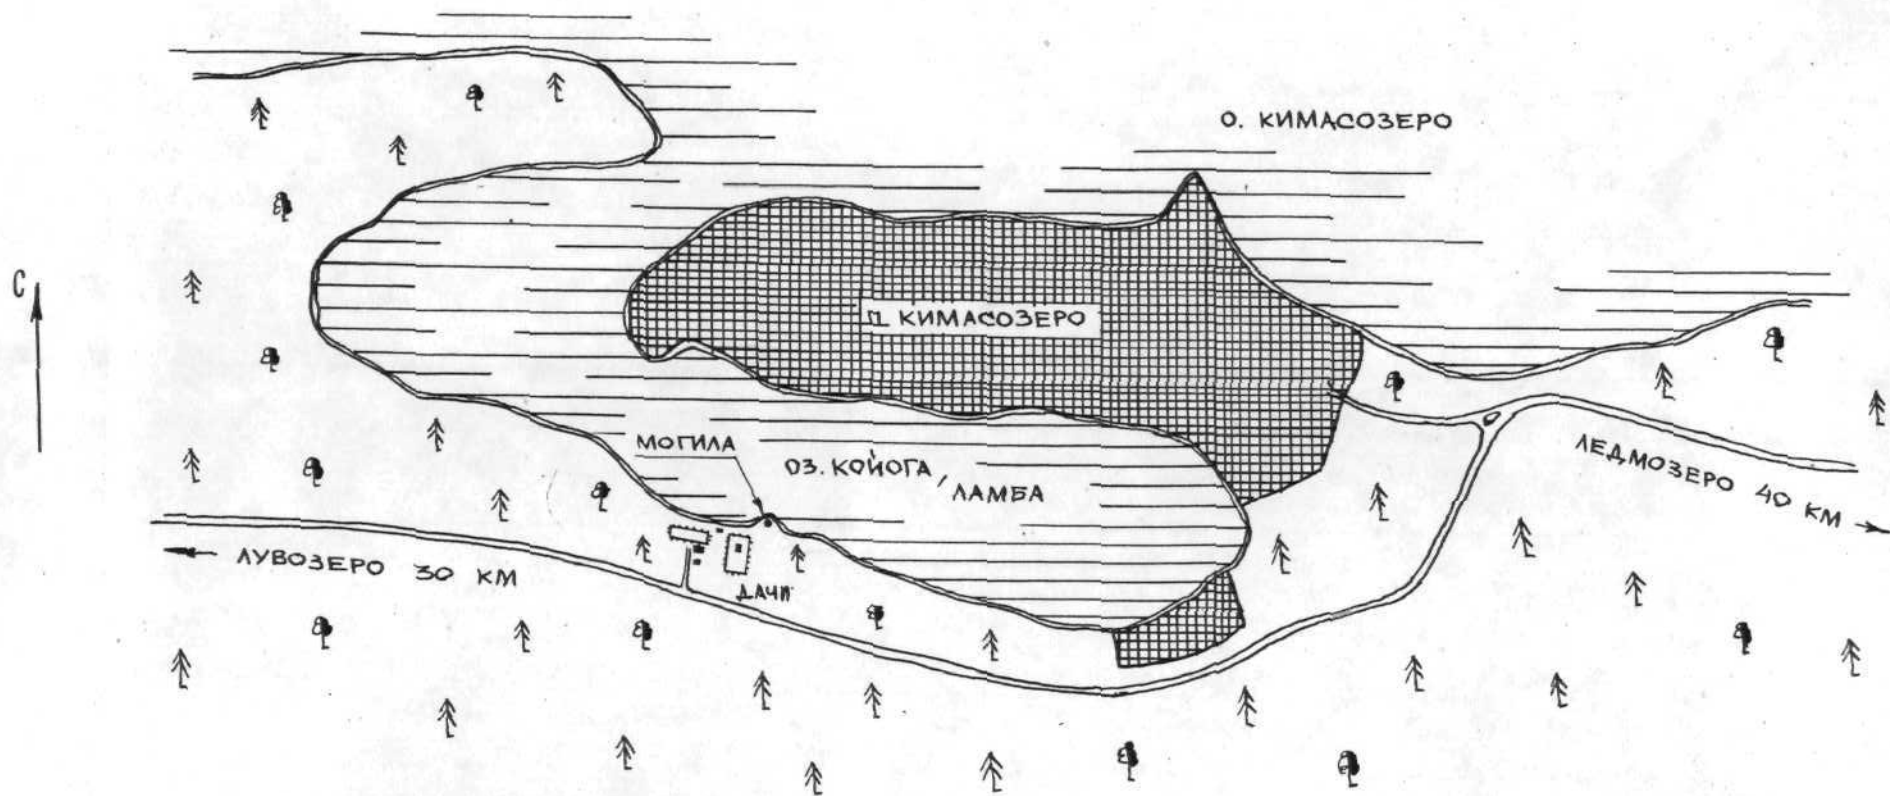 О. КИМАСОЗЕРО
С
П. КИМАСОЗЕРО
МОГИЛА
ОЗ. КОЙОГА,
ЛАМБА
ЛЕДМОЗЕРО 40 КМ
ЛУВОЗЕРО 30 КМ
ДАЧИ